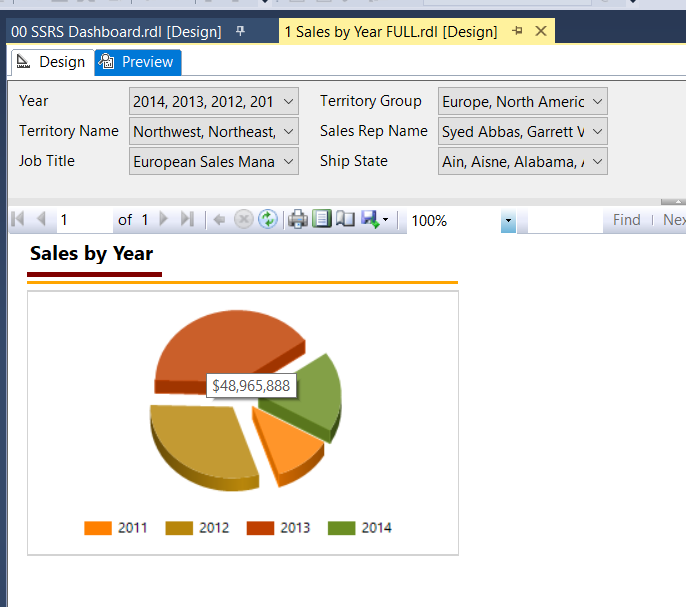 00 SSRS Dashboard.rdl [Design] 1 Sales by Year FULL.rdl [Design]
Design Preview
Year 2014, 2013, 2012, 201 Territory Group Europe, North Americ
Territory Name Northwest, Northeast, Sales Rep Name Syed Abbas, Garrett V
Job Title European Sales Mana Ship State Ain, Aisne, Alabama,
1 of 1 100% Find Nex
Sales by Year
$48,965,888
2011 2012 2013 2014